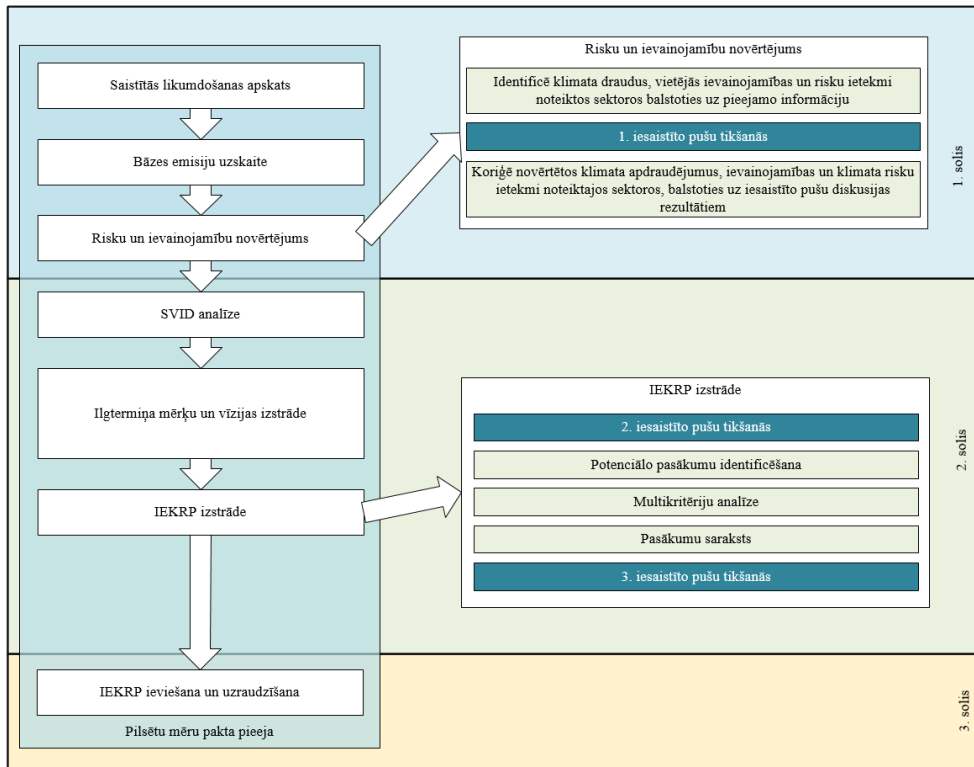 Saistītās likumdošanas apskats
Bāzes emisiju uzskaite
Risku un ievainojamību novērtējums
Risku un ievainojamību novērtējums
Identificē klimata draudus, vietējās ievainojamības un risku ietekmi
noteiktos sektoros balstoties uz pieejamo informāciju
1. iesaistīto pušu tikšanās
Koriģē novērtētos klimata apdraudējumus, ievainojamības un klimata risku
ietekmi noteiktajos sektoros, balstoties uz iesaistīto pušu diskusijas
rezultātiem
1. solis
SVID analīze
Ilgtermiņa mērķu un vīzijas izstrāde
IEKRP izstrāde
IEKRP izstrāde
2. iesaistīto pušu tikšanās
Potenciālo pasākumu identificēšana
Multikritēriju analīze
Pasākumu saraksts
3. iesaistīto pušu tikšanās
2. solis
IEKRP ieviešana un uzraudzīšana
Pilsētu mēru pakta pieeja
3. solis